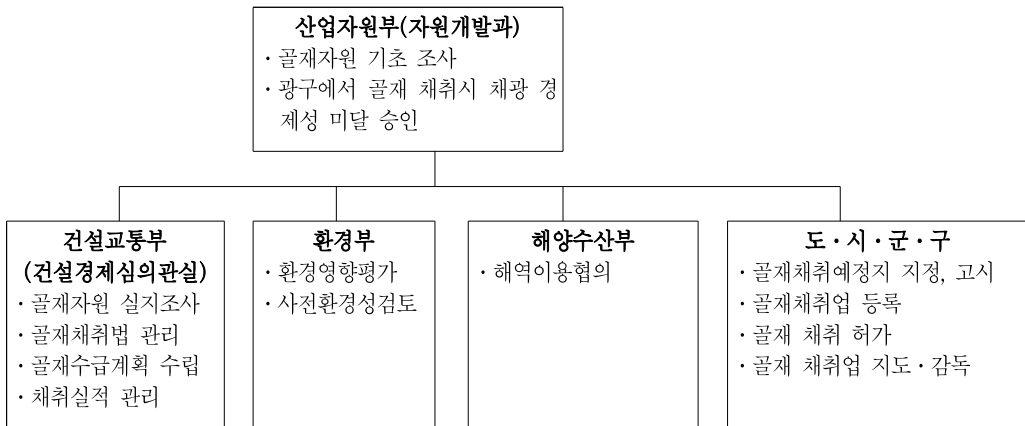 산업자원부(자원개발과)
· 골재자원 기초 조사
· 광구에서 골재 채취시 채광 경
제성 미달 승인
건설교통부
(건설경제심의관실)
· 골재자원 실지조사
· 골재채취법 관리
· 골재수급계획 수립
· 채취실적 관리
환경부
· 환경영향평가
· 사전환경성검토
해양수산부
· 해역이용협의
도 · 시 · 군 · 구
· 골재채취예정지 지정, 고시
· 골재채취업 등록
· 골재 채취 허가
· 골재 채취업 지도 · 감독